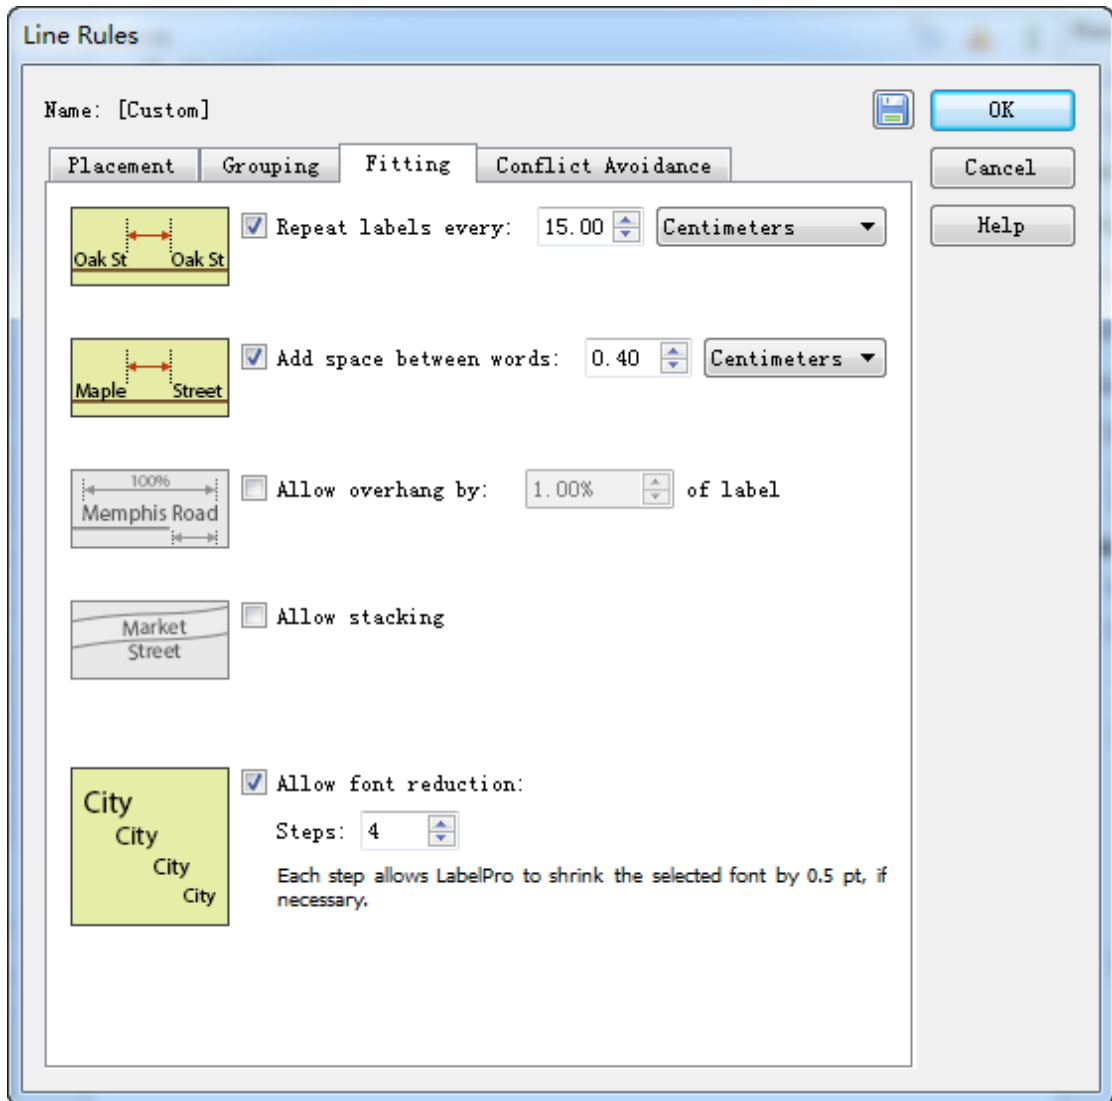 Line Rules
Name: [Custom]
OK
Placement
Grouping
Fitting
Conflict Avoidance
Cancel
Oak St
Oak St
Repeat labels every:
15.00
Centimeters
Help
Maple
Street
Add space between words:
0.40
Centimeters
100%
Memphis Road
Allow overhang by:
1.00%
of label
Market
Street
Allow stacking
City
City
City
City
Allow font reduction:
Steps:
4
Each step allows LabelPro to shrink the selected font by 0.5 pt, if
necessary.